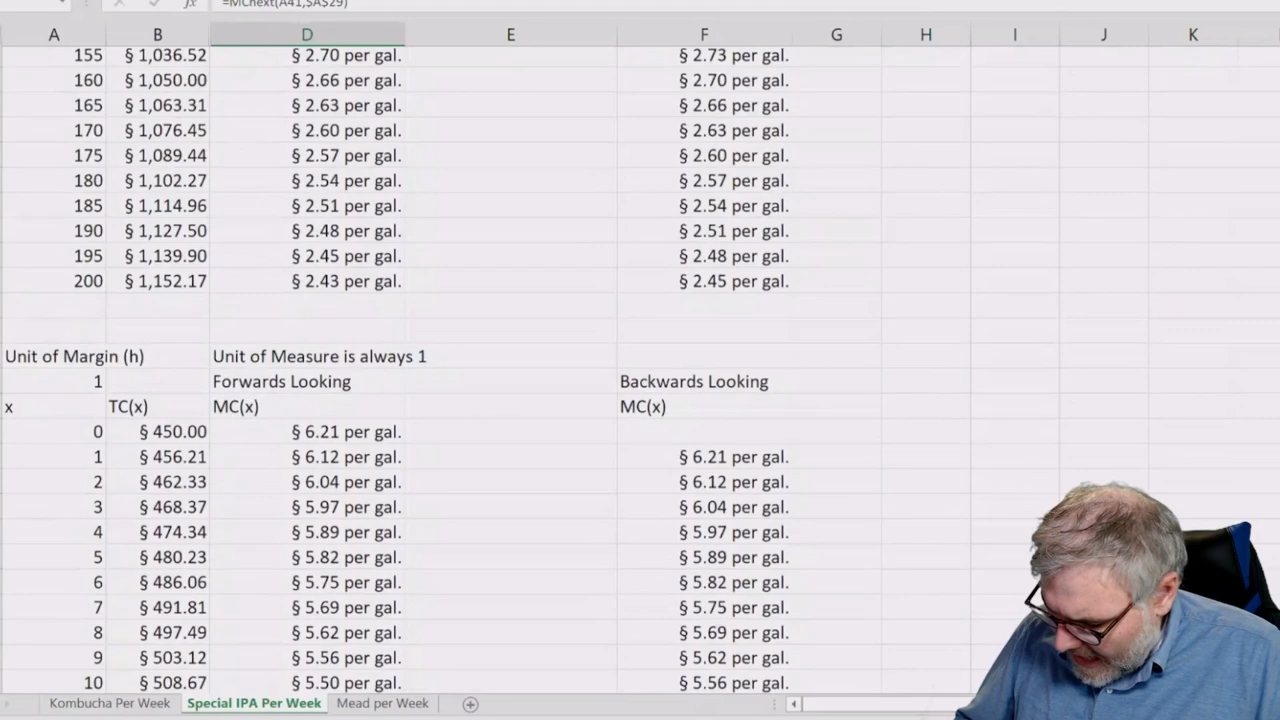 =MCnext(A41,$A$29)
A B D E F G H I J K
155 § 1,036.52 § 2.70 per gal. § 2.73 per gal.
160 § 1,050.00 § 2.66 per gal. § 2.70 per gal.
165 § 1,063.31 § 2.63 per gal. § 2.66 per gal.
170 § 1,076.45 § 2.60 per gal. § 2.63 per gal.
175 § 1,089.44 § 2.57 per gal. § 2.60 per gal.
180 § 1,102.27 § 2.54 per gal. § 2.57 per gal.
185 § 1,114.96 § 2.51 per gal. § 2.54 per gal.
190 § 1,127.50 § 2.48 per gal. § 2.51 per gal.
195 § 1,139.90 § 2.45 per gal. § 2.48 per gal.
200 § 1,152.17 § 2.43 per gal. § 2.45 per gal.
Unit of Margin (h) Unit of Measure is always 1
1 Forwards Looking Backwards Looking
x TC(x) MC(x) MC(x)
0 § 450.00 § 6.21 per gal.
1 § 456.21 § 6.12 per gal. § 6.21 per gal.
2 § 462.33 § 6.04 per gal. § 6.12 per gal.
3 § 468.37 § 5.97 per gal. § 6.04 per gal.
4 § 474.34 § 5.89 per gal. § 5.97 per gal.
5 § 480.23 § 5.82 per gal. § 5.89 per gal.
6 § 486.06 § 5.75 per gal. § 5.82 per gal.
7 § 491.81 § 5.69 per gal. § 5.75 per gal.
8 § 497.49 § 5.62 per gal. § 5.69 per gal.
9 § 503.12 § 5.56 per gal. § 5.62 per gal.
10 § 508.67 § 5.50 per gal. § 5.56 per gal.
Kombucha Per Week Special IPA Per Week Mead per Week